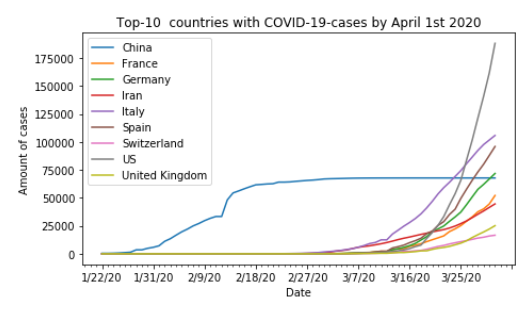 Top-10 countries with COVID-19-cases by April 1st 2020
Amount of cases
175000
150000
125000
100000
75000
50000
25000
0
China
France
Germany
Iran
Italy
Spain
Switzerland
US
United Kingdom
1/22/20 1/31/20 2/9/20 2/18/20 2/27/20 3/7/20 3/16/20 3/25/20
Date